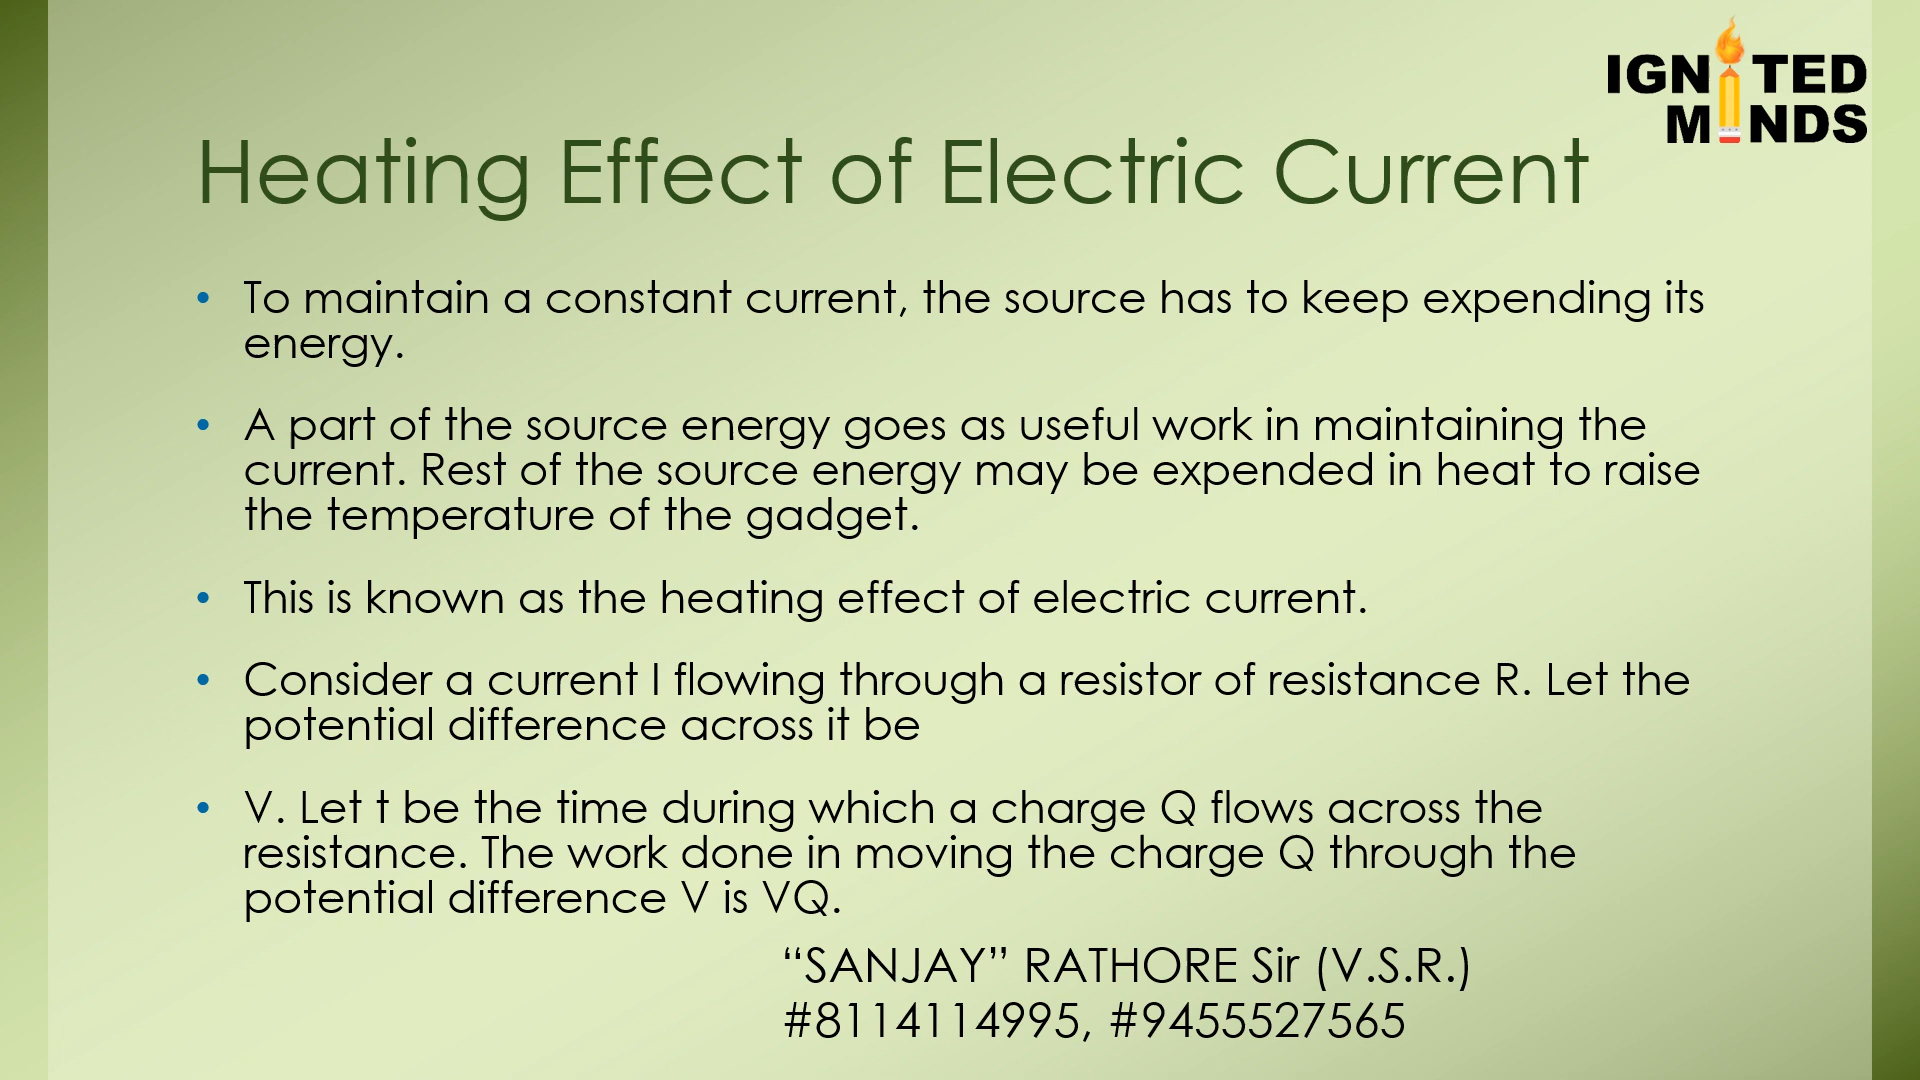 IGNITED
MINDS
Heating Effect of Electric Current
• To maintain a constant current, the source has to keep expending its
energy.
• A part of the source energy goes as useful work in maintaining the
current. Rest of the source energy may be expended in heat to raise
the temperature of the gadget.
• This is known as the heating effect of electric current.
• Consider a current I flowing through a resistor of resistance R. Let the
potential difference across it be
• V. Let t be the time during which a charge Q flows across the
resistance. The work done in moving the charge Q through the
potential difference V is VQ.
“SANJAY” RATHORE Sir (V.S.R.)
#8114114995, #9455527565